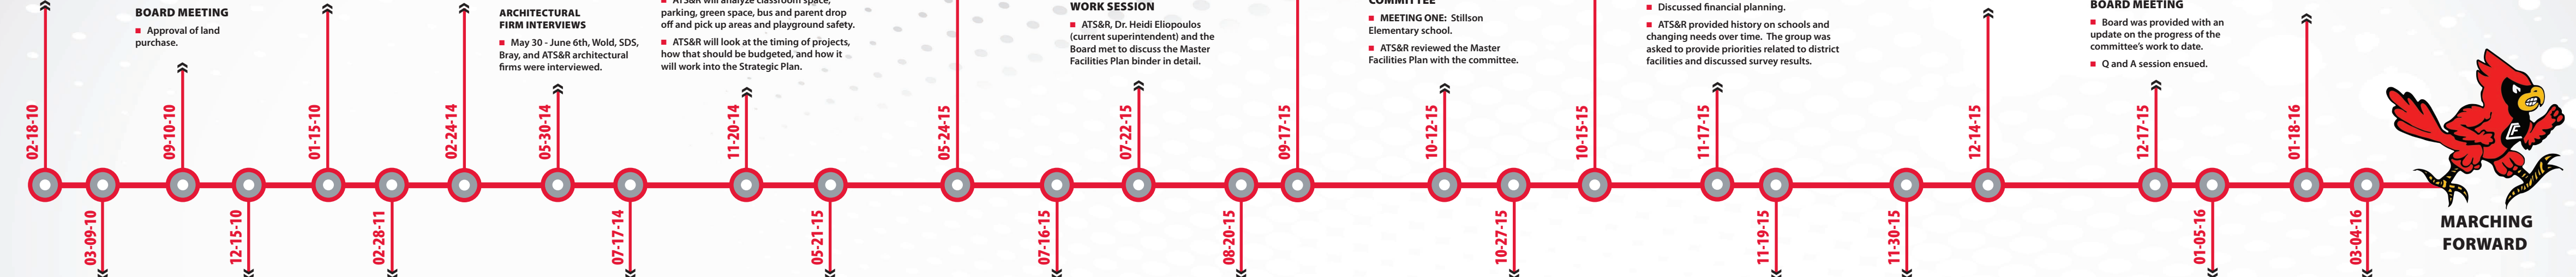 BOARD MEETING
Approval of land
purchase.
ARCHITECTURAL
FIRM INTERVIEWS
May 30 - June 6th, Wold, SDS,
Bray, and ATS&R architectural
firms were interviewed.
ATS&R will analyze classroom space,
parking, green space, bus and parent drop
off and pick up areas and playground safety.
ATS&R will look at the timing of projects,
how that should be budgeted, and how it
will work into the Strategic Plan.
WORK SESSION
ATS&R, Dr. Heidi Eliopoulos
(current superintendent) and the
Board met to discuss the Master
Facilities Plan binder in detail.
COMMITTEE
MEETING ONE: Stillson
Elementary school.
ATS&R reviewed the Master
Facilities Plan with the committee.
Discussed financial planning.
ATS&R provided history on schools and
changing needs over time. The group was
asked to provide priorities related to district
facilities and discussed survey results.
BOARD MEETING
Board was provided with an
update on the progress of the
committee's work to date.
Q and A session ensued.
02-18-10
09-10-10
01-15-10
02-24-14
05-30-14
11-20-14
05-24-15
07-22-15
09-17-15
10-12-15
10-15-15
11-17-15
12-14-15
12-17-15
01-18-16
03-09-10
12-15-10
02-28-11
07-17-14
05-21-15
07-16-15
08-20-15
10-27-15
11-19-15
11-30-15
01-05-16
03-04-16
MARCHING
FORWARD